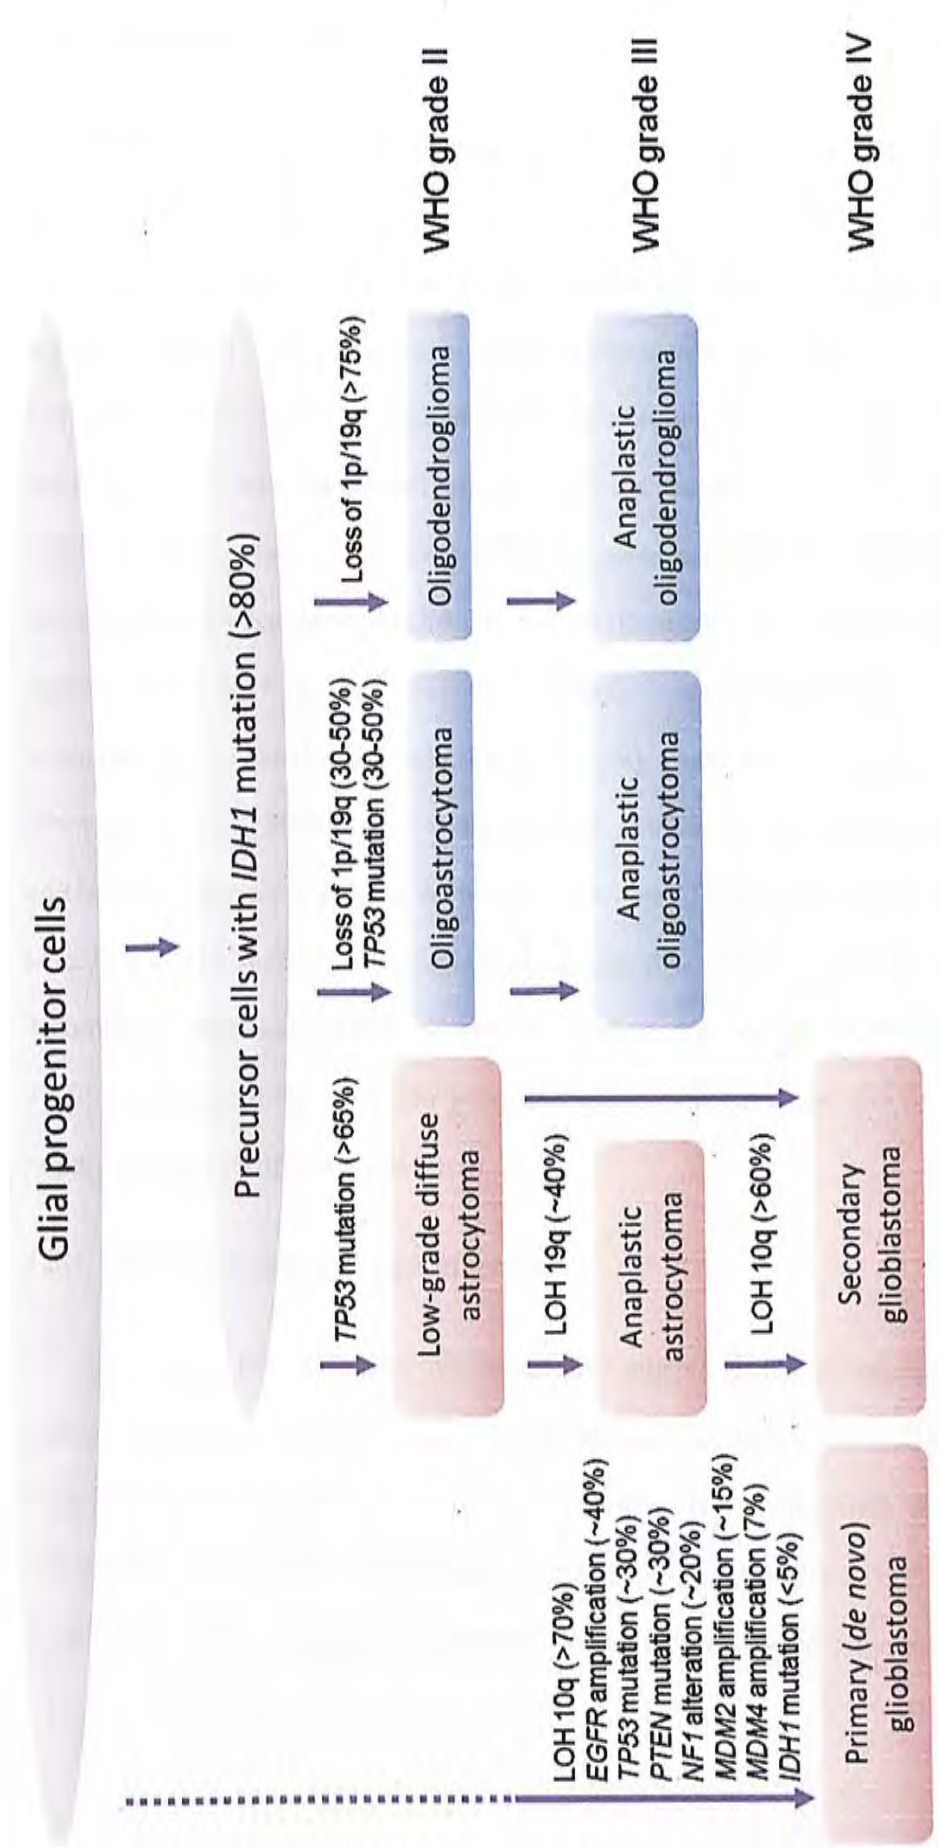 Glial progenitor cells
Precursor cells with IDH1 mutation (>80%)
TP53 mutation (>65%)
Loss of 1p/19q (30-50%)
TP53 mutation (30-50%)
Loss of 1p/19q (>75%)
Low-grade diffuse
astrocytoma
Oligoastrocytoma
Oligodendroglioma
WHO grade II
LOH 19q (~40%)
Anaplastic
astrocytoma
Anaplastic
oligoastrocytoma
Anaplastic
oligodendroglioma
WHO grade III
LOH 10q (>70%)
EGFR amplification (~40%)
TP53 mutation (~30%)
PTEN mutation (~30%)
NF1 alteration (~20%)
MDM2 amplification (~15%)
MDM4 amplification (7%)
IDH1 mutation (<5%)
LOH 10q (>60%)
Primary (de novo)
glioblastoma
Secondary
glioblastoma
WHO grade IV